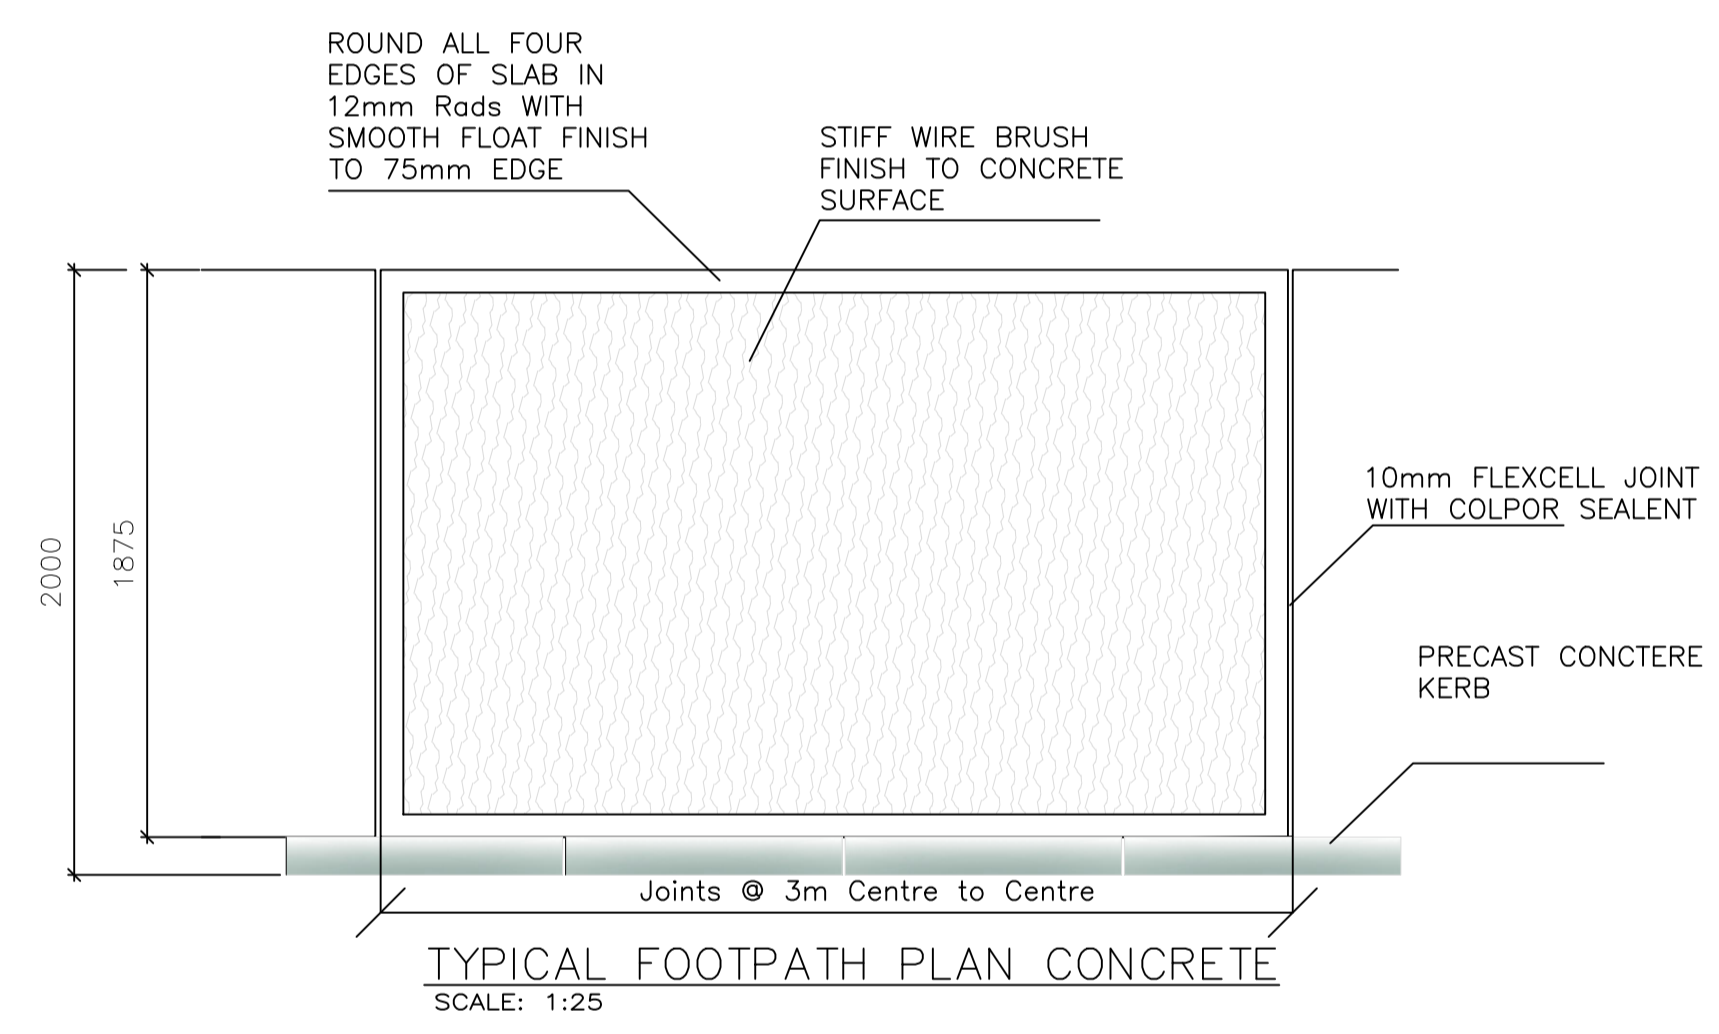 ROUND ALL FOUR
EDGES OF SLAB IN
12mm Rads WITH
SMOOTH FLOAT FINISH
TO 75mm EDGE
STIFF WIRE BRUSH
FINISH TO CONCRETE
SURFACE
2000
1875
10mm FLEXCELL JOINT
WITH COLPOR SEALENT
PRECAST CONCTERE
KERB
Joints @ 3m Centre to Centre
TYPICAL FOOTPATH PLAN CONCRETE
SCALE: 1:25